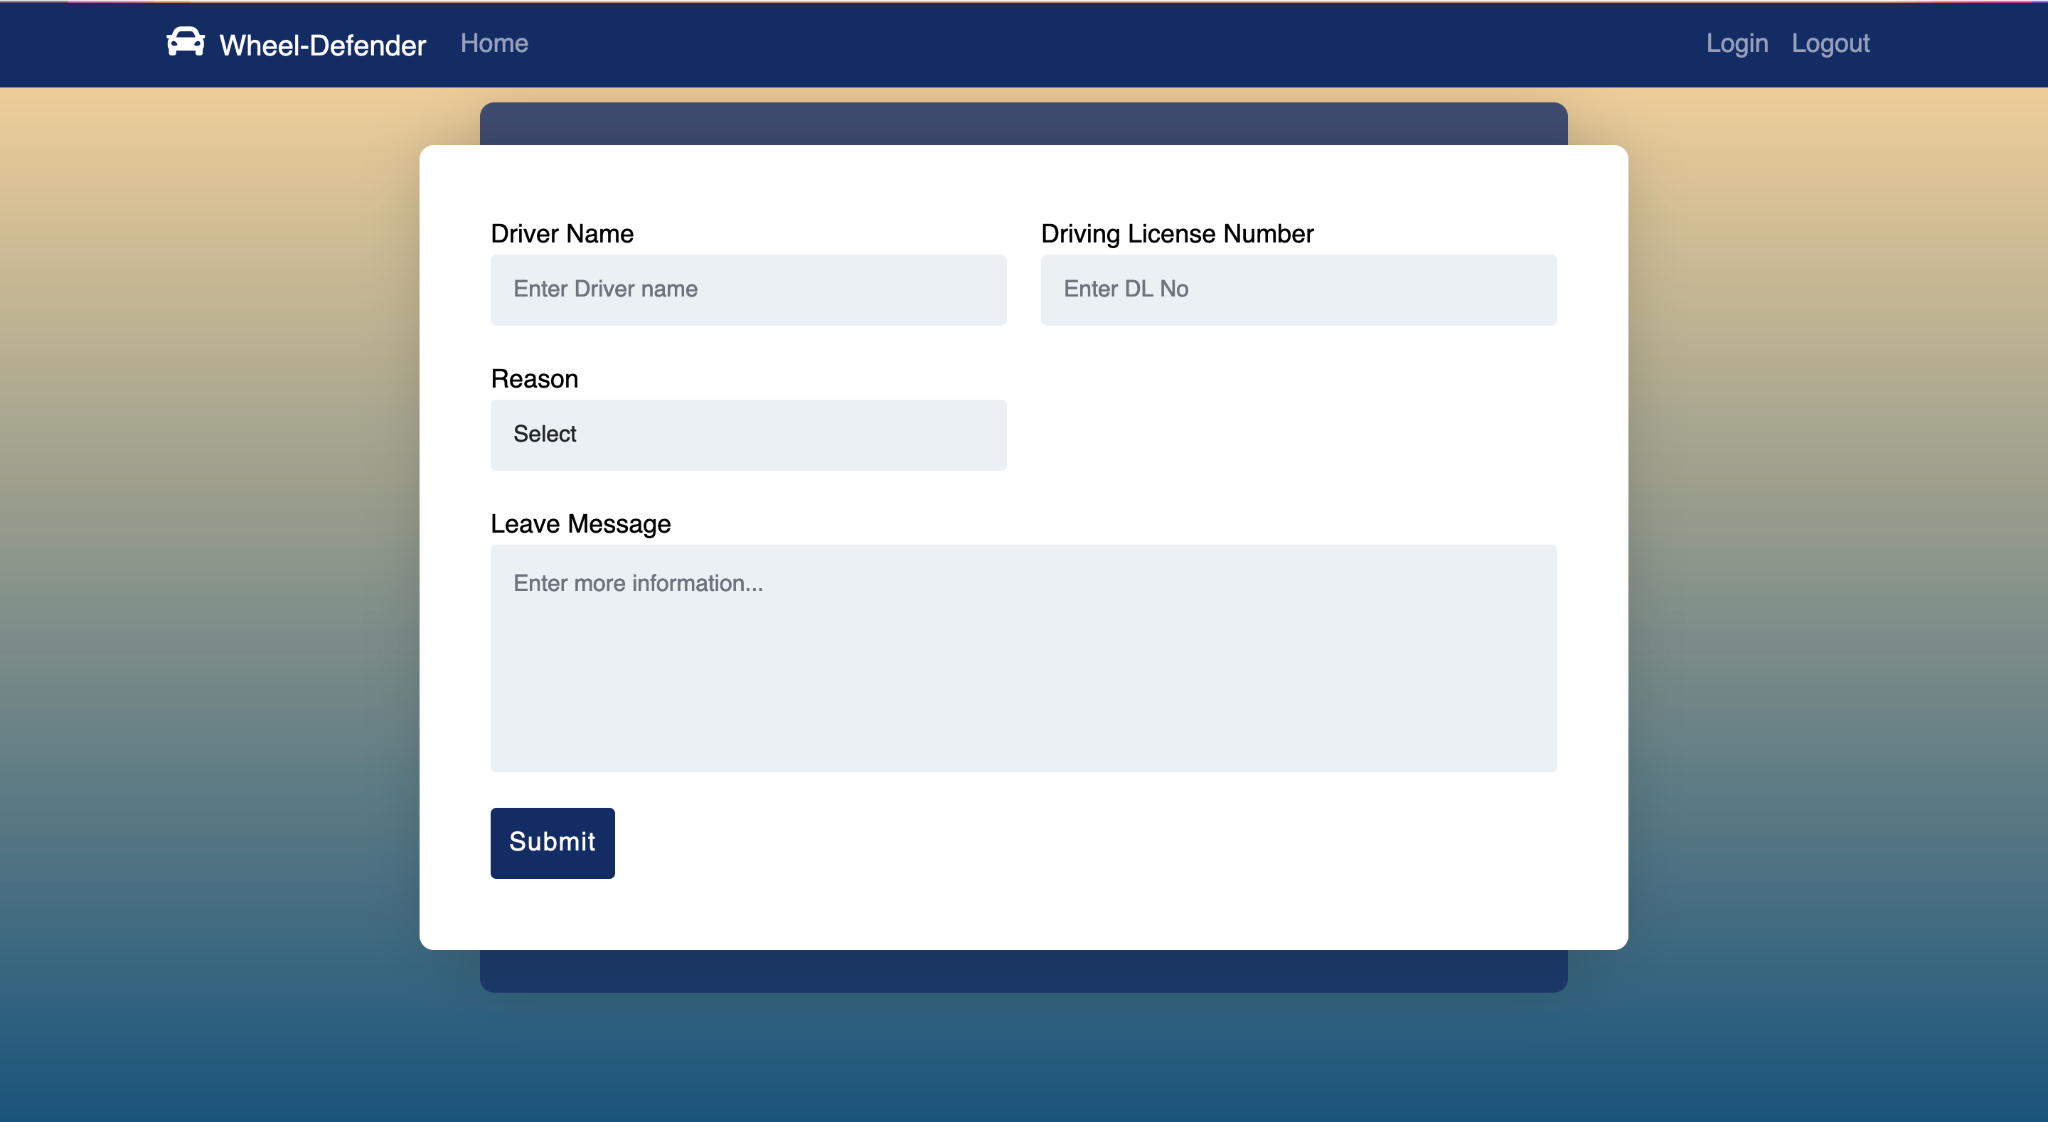 Wheel-Defender Home Login Logout
Driver Name Driving License Number
Enter Driver name Enter DL No
Reason
Select
Leave Message
Enter more information...
Submit